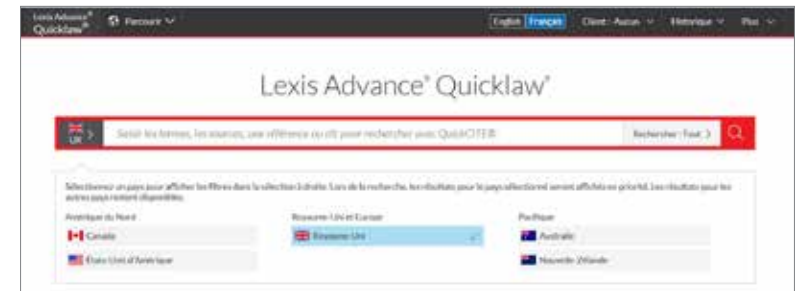 Lexis Advance® Quicklaw®
Parcourir
English Français
Client : Aucun
Historique
Plus
Lexis Advance® Quicklaw®
UK
Saisir les termes, les sources, une référence ou cit: pour rechercher avec QuickCITE®
Rechercher : Tout
Sélectionnez un pays pour afficher les filtres dans la sélection à droite. Lors de la recherche, les résultats pour le pays sélectionné seront affichés en priorité. Les résultats pour les
autres pays restent disponibles.
Amérique du Nord
Canada
États-Unis d'Amérique
Royaume-Uni et Europe
Royaume-Uni
Pacifique
Australie
Nouvelle-Zélande